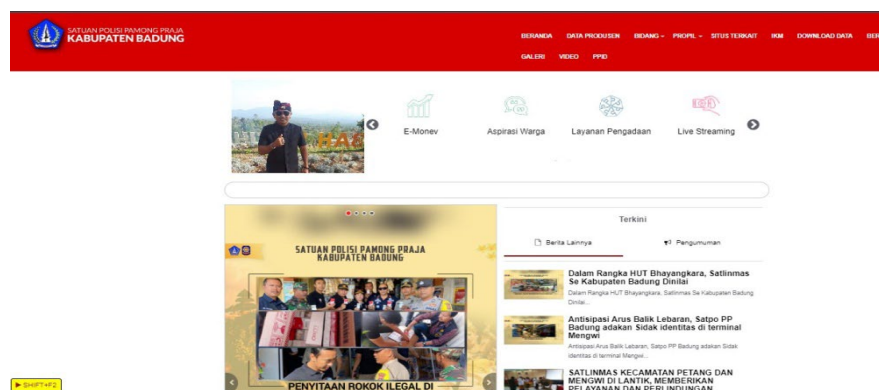 SATUAN POLISI PAMONG PRAJA
KABUPATEN BADUNG
BERANDA DATA PRODUSEN BIDANG PROPIL SITUS TERKAIT IKM DOWNLOAD DATA
GALERI VIDEO PPID
E-Monev
Aspirasi Warga
Layanan Pengadaan
Live Streaming
SATUAN POLISI PAMONG PRAJA
KABUPATEN BADUNG
PENYITAAN ROKOK ILEGAL DI
Terkini
Berita Lainnya
Pengumuman
Dalam Rangka HUT Bhayangkara, Satlinmas
Se Kabupaten Badung Dinilai
Dalam Rangka HUT Bhayangkara, Satlinmas Se Kabupaten Badung
Dinilai...
Antisipasi Arus Balik Lebaran, Satpo PP
Badung adakan Sidak identitas di terminal
Mengwi
Antisipasi Arus Balik Lebaran, Satpo PP Badung adakan Sidak
identitas di terminal Mengwi...
SATLINMAS KECAMATAN PETANG DAN
MENGWI DI LANTIK, MEMBERIKAN
PELAYANAN DAN PERLINDUNGAN
SHIFT+F2